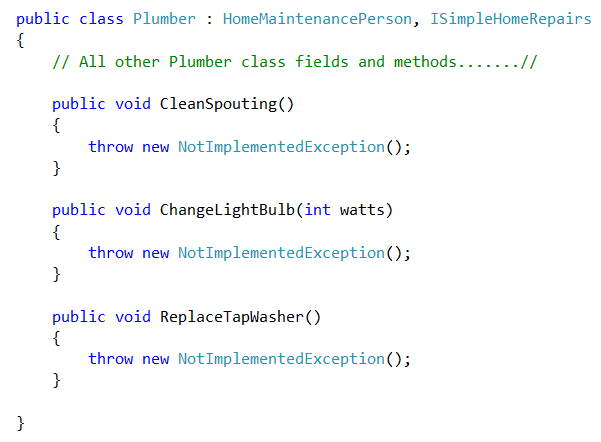 public class Plumber : HomeMaintenancePerson, ISimpleHomeRepairs
{
    // All other Plumber class fields and methods.......//
    public void CleanSpouting()
    {
        throw new NotImplementedException();
    }
    public void ChangeLightBulb(int watts)
    {
        throw new NotImplementedException();
    }
    public void ReplaceTapWasher()
    {
        throw new NotImplementedException();
    }
}